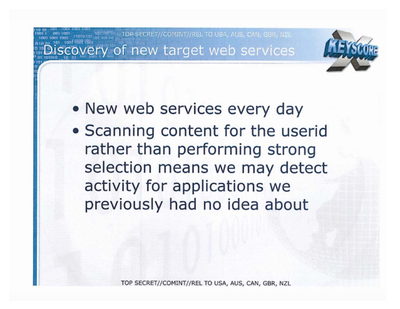 TOP SECRET//COMINT//REL TO USA, AUS, CAN, GBR, NZL
Discovery of new target web services
X
KEYSCORE
• New web services every day
• Scanning content for the userid
rather than performing strong
selection means we may detect
activity for applications we
previously had no idea about
TOP SECRET//COMINT//REL TO USA, AUS, CAN, GBR, NZL